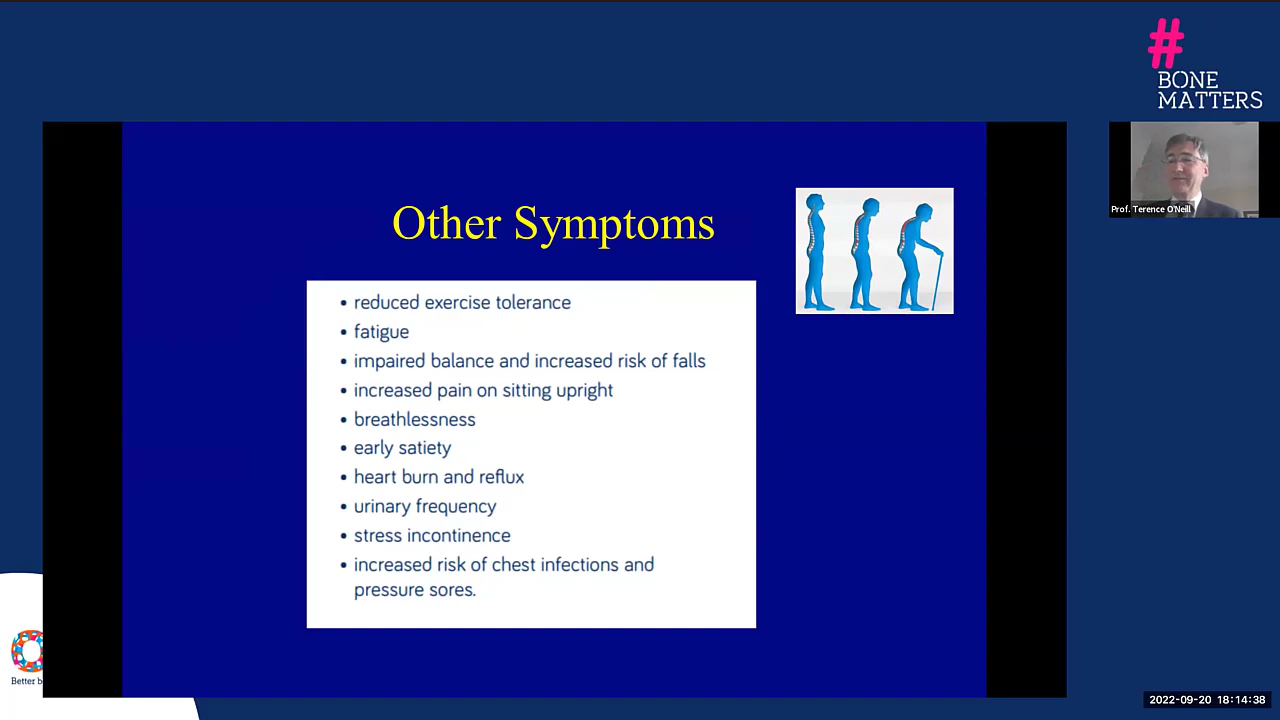 #
BONE
MATTERS
Prof. Terence O'Neill
Other Symptoms
• reduced exercise tolerance
• fatigue
• impaired balance and increased risk of falls
• increased pain on sitting upright
• breathlessness
• early satiety
• heart burn and reflux
• urinary frequency
• stress incontinence
• increased risk of chest infections and
pressure sores.
Better b
2022-09-20 18:14:38